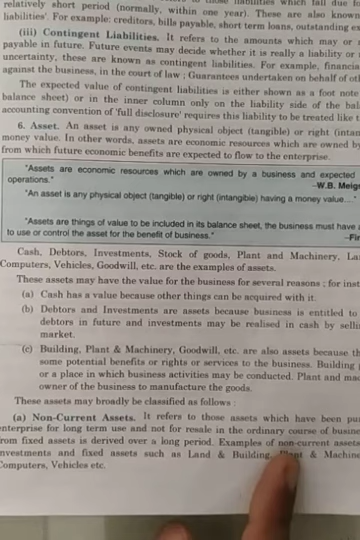 relatively short period (normally, within one year). These are also known
liabilities'. For example: creditors, bills payable, short term loans, outstanding ex
(iii) Contingent Liabilities. It refers to the amounts which may or
payable in future. Future events may decide whether it is really a liability or
uncertainty, these are known as contingent liabilities. For example, financia
against the business, in the court of law ; Guarantees undertaken on behalf of oth
The expected value of contingent liabilities is either shown as a foot note
balance sheet) or in the inner column only on the liability side of the bal
accounting convention of 'full disclosure' requires this liability to be treated like t
6. Asset. An asset is any owned physical object (tangible) or right (intan
money value. In other words, assets are economic resources which are owned by
from which future economic benefits are expected to flow to the enterprise.
"Assets are economic resources which are owned by a business and expected
operations."
–W.B. Meigs
"An asset is any physical object (tangible) or right (intangible) having a money value..."
"Assets are things of value to be included in its balance sheet, the business must have
to use or control the asset for the benefit of business."
–Fin
Cash, Debtors, Investments, Stock of goods, Plant and Machinery, La
Computers, Vehicles, Goodwill, etc. are the examples of assets.
These assets may have the value for the business for several reasons ; for inst
(a) Cash has a value because other things can be acquired with it.
(b) Debtors and Investments are assets because business is entitled to
debtors in future and investments may be realised in cash by selli
market.
(c) Building, Plant & Machinery, Goodwill, etc. are also assets because th
some potential benefits or rights or services to the business. Building
or a place in which business activities may be conducted. Plant and ma
owner of the business to manufacture the goods.
These assets may broadly be classified as follows :
(a) Non-Current Assets. It refers to those assets which have been pu
enterprise for long term use and not for resale in the ordinary course of busine
rom fixed assets is derived over a long period. Examples of non-current assets
nvestments and fixed assets such as Land & Building, Plant & Machine
Computers, Vehicles etc.